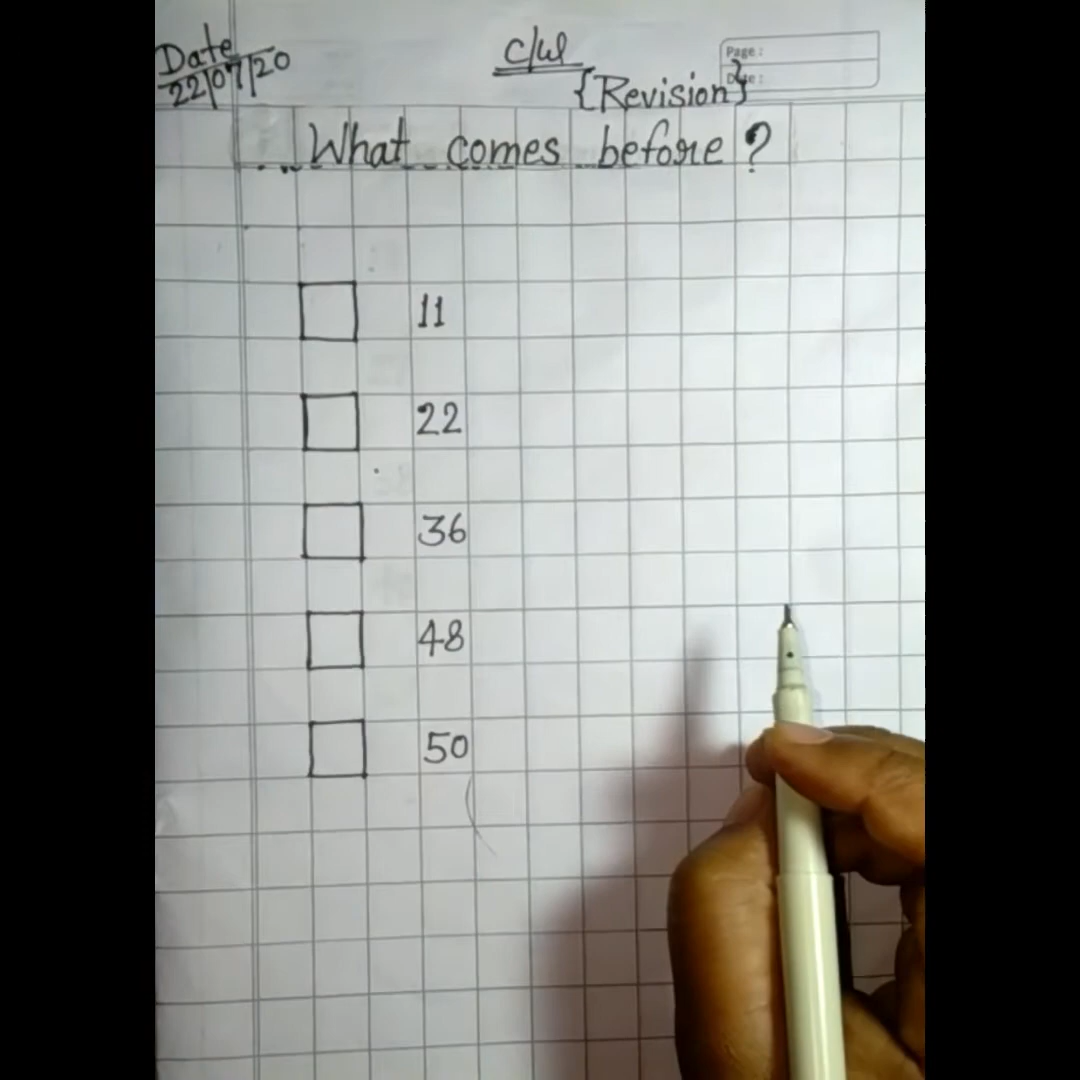 Date
22/07/20
C/W
Page :
Date :
{Revision}
What comes before ?
11
22
36
48
50